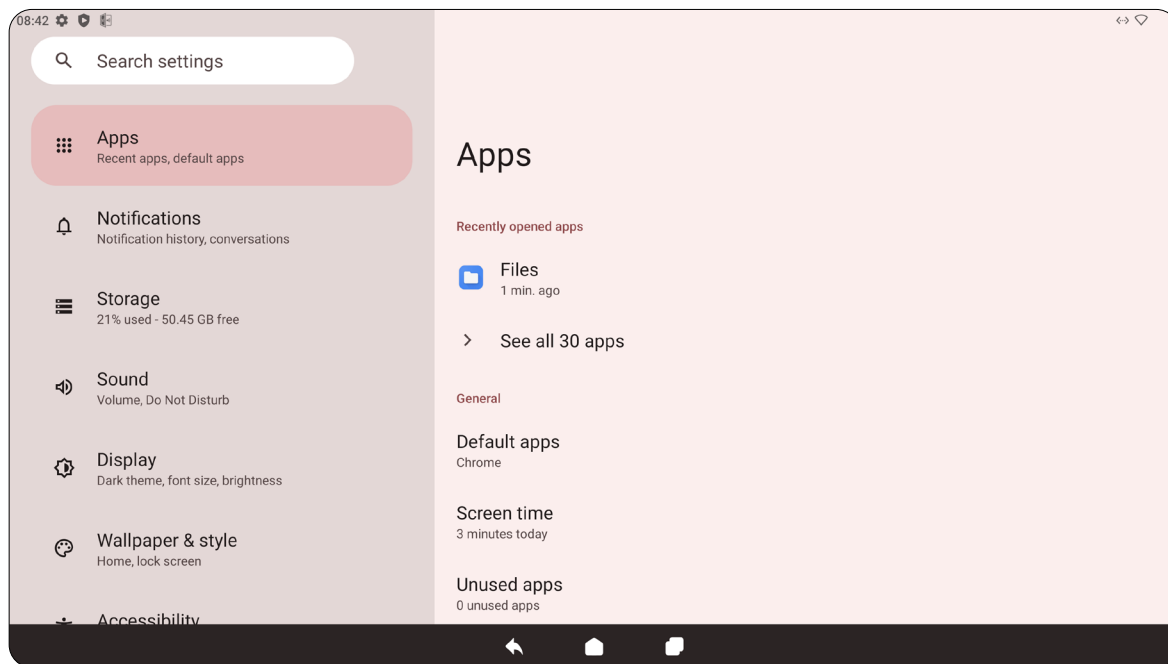 08:42
Search settings
Apps
Recent apps, default apps
Notifications
Notification history, conversations
Storage
21% used - 50.45 GB free
Sound
Volume, Do Not Disturb
Display
Dark theme, font size, brightness
Wallpaper & style
Home, lock screen
Accessibility
Apps
Recently opened apps
Files
1 min. ago
See all 30 apps
General
Default apps
Chrome
Screen time
3 minutes today
Unused apps
0 unused apps